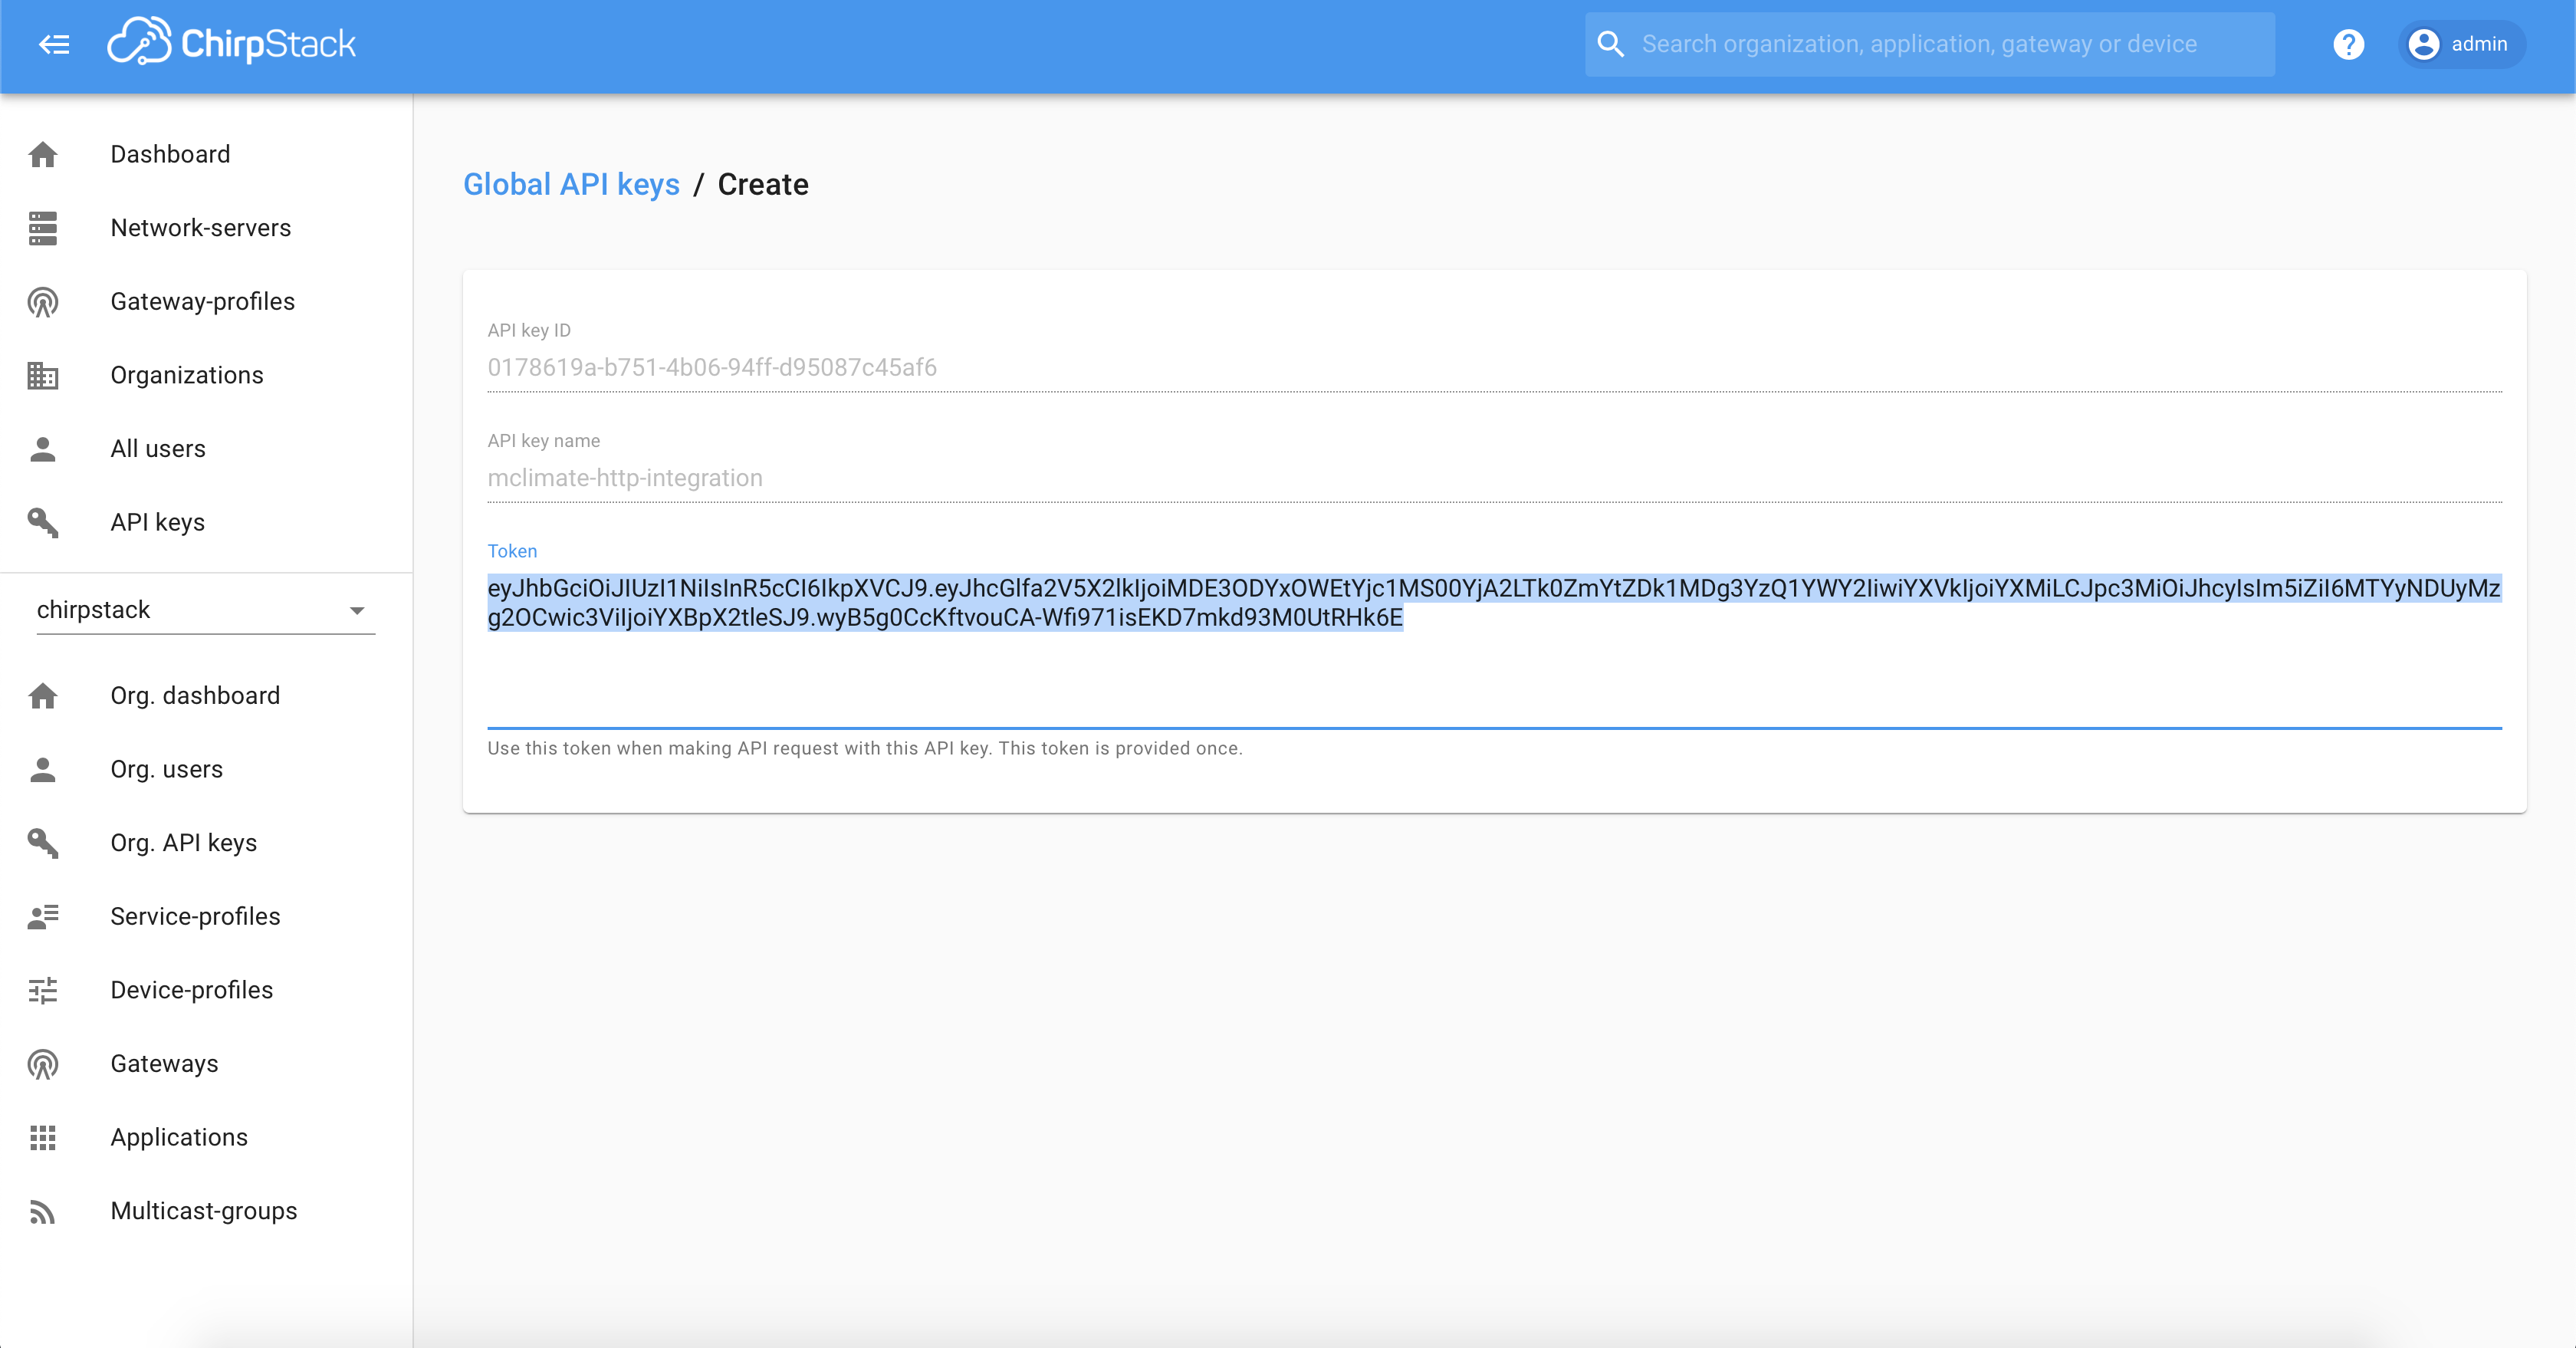 ChirpStack
Search organization, application, gateway or device
? admin
Dashboard
Network-servers
Gateway-profiles
Organizations
All users
API keys
chirpstack
Org. dashboard
Org. users
Org. API keys
Service-profiles
Device-profiles
Gateways
Applications
Multicast-groups
Global API keys / Create
API key ID
0178619a-b751-4b06-94ff-d95087c45af6
API key name
mclimate-http-integration
Token
eyJhbGciOiJIUzI1NiIsInR5cCI6IkpXVCJ9.eyJhcGlfa2V5X2lkIjoiMDE3ODYxOWEtYjc1MS00YjA2LTk0ZmYtZDk1MDg3YzQ1YWY2IiwiYXVkIjoiYXMiLCJpc3MiOiJhcyIsIm5iZiI6MTYyNDUyMz
g2OCwic3ViIjoiYXBpX2tleSJ9.wyB5g0CcKftvouCA-Wfi971isEKD7mkd93M0UtRHk6E
Use this token when making API request with this API key. This token is provided once.